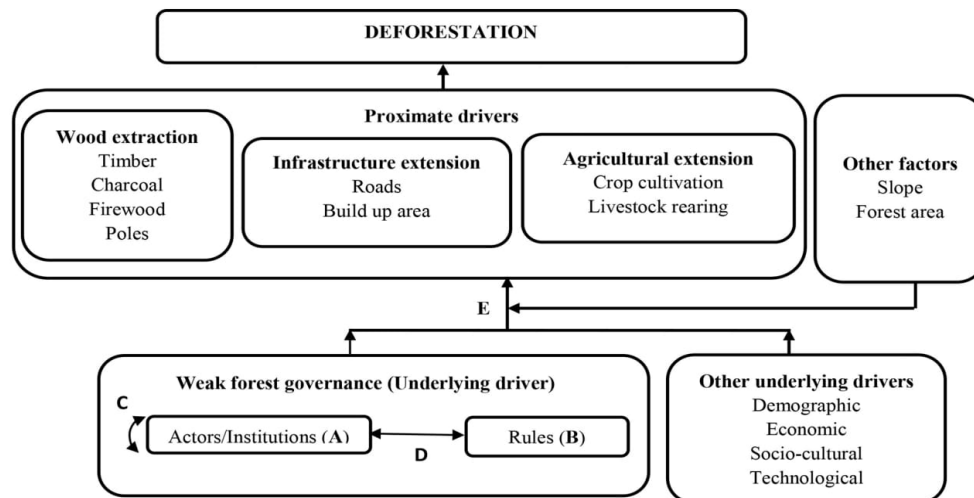 DEFORESTATION
Proximate drivers
Wood extraction
Timber
Charcoal
Firewood
Poles
Infrastructure extension
Roads
Build up area
Agricultural extension
Crop cultivation
Livestock rearing
Other factors
Slope
Forest area
E
Weak forest governance (Underlying driver)
C
Actors/Institutions (A)
D
Rules (B)
Other underlying drivers
Demographic
Economic
Socio-cultural
Technological